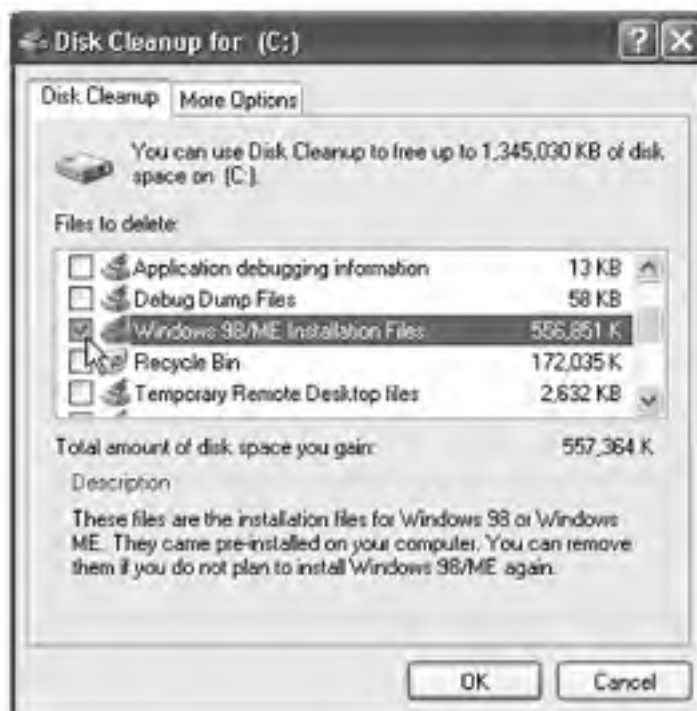 Disk Cleanup for (C:)
Disk Cleanup
More Options
You can use Disk Cleanup to free up to 1,345,030 KB of disk
space on (C:).
Files to delete:
Application debugging information 13 KB
Debug Dump Files 58 KB
Windows 98/ME Installation Files 556,851 K
Recycle Bin 172,035 K
Temporary Remote Desktop files 2,632 KB
Total amount of disk space you gain: 557,364 K
Description
These files are the installation files for Windows 98 or Windows
ME. They came pre-installed on your computer. You can remove
them if you do not plan to install Windows 98/ME again.
OK
Cancel